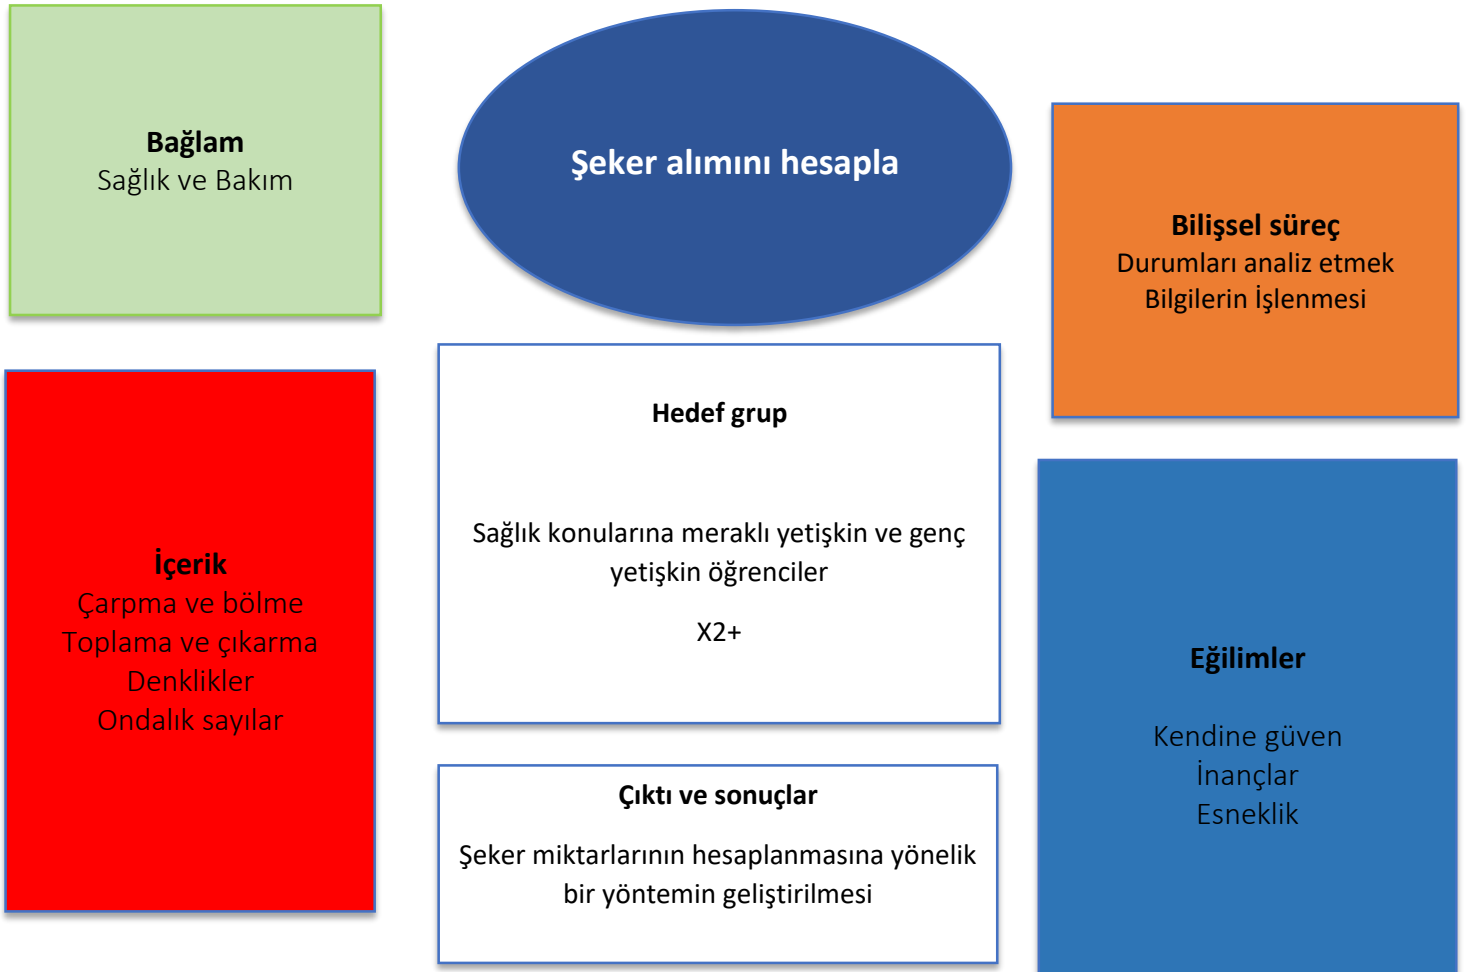 Bağlam
Sağlık ve Bakım
Şeker alımını hesapla
Bilişsel süreç
Durumları analiz etmek
Bilgilerin İşlenmesi
İçerik
Çarpma ve bölme
Toplama ve çıkarma
Denklikler
Ondalık sayılar
Hedef grup
Sağlık konularına meraklı yetişkin ve genç
yetişkin öğrenciler
X2+
Eğilimler
Kendine güven
İnançlar
Esneklik
Çıktı ve sonuçlar
Şeker miktarlarının hesaplanmasına yönelik
bir yöntemin geliştirilmesi